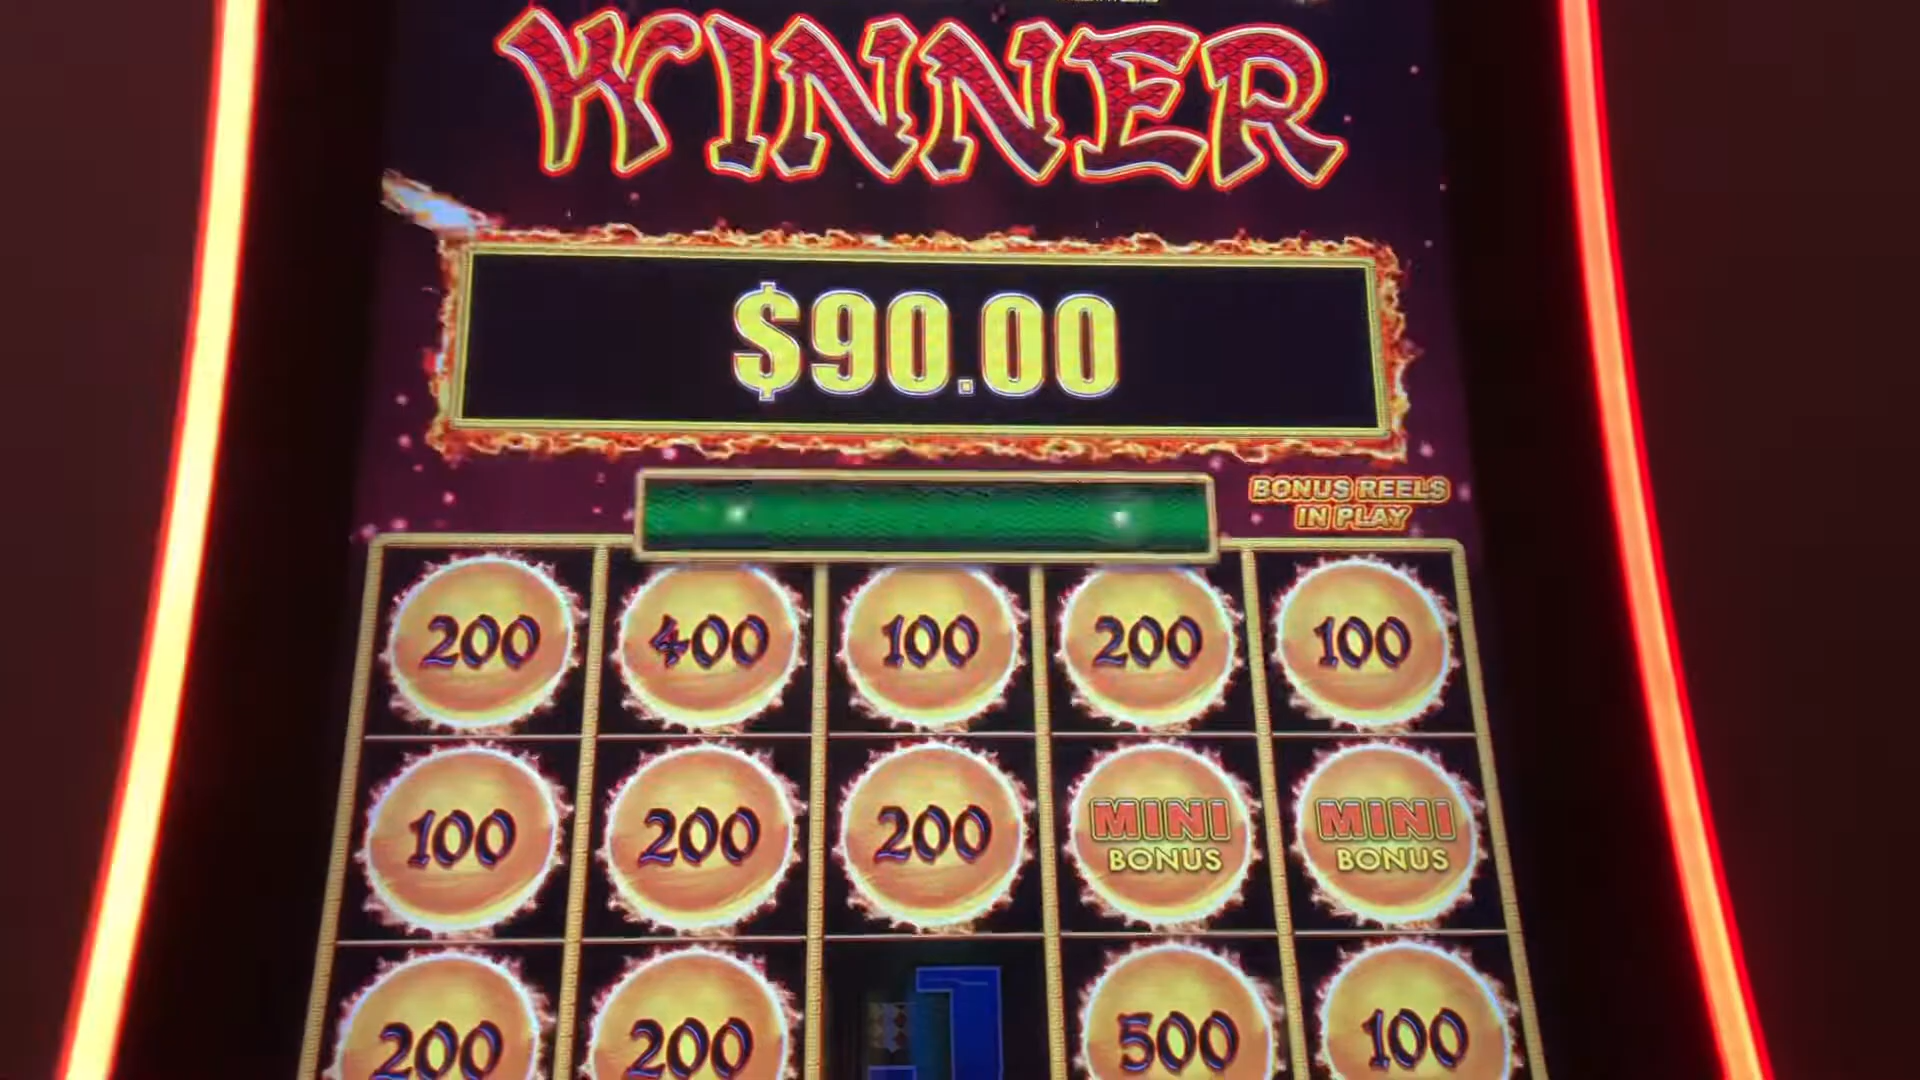 WINNER
$90.00
BONUS REELS
IN PLAY
200 400 100 200 100
100 200 200 MINI BONUS MINI BONUS
200 200 J 500 100